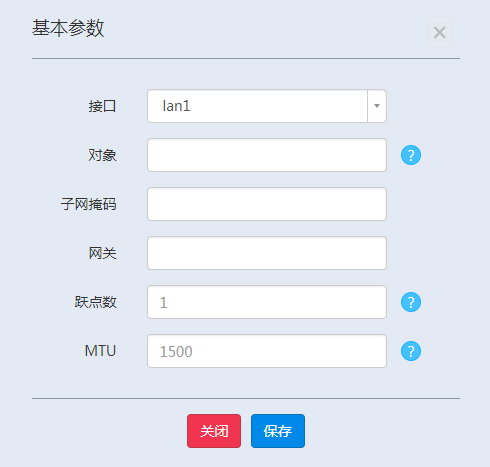 基本参数
×
接口 lan1
对象 ?
子网掩码
网关
跃点数 1 ?
MTU 1500 ?
关闭 保存